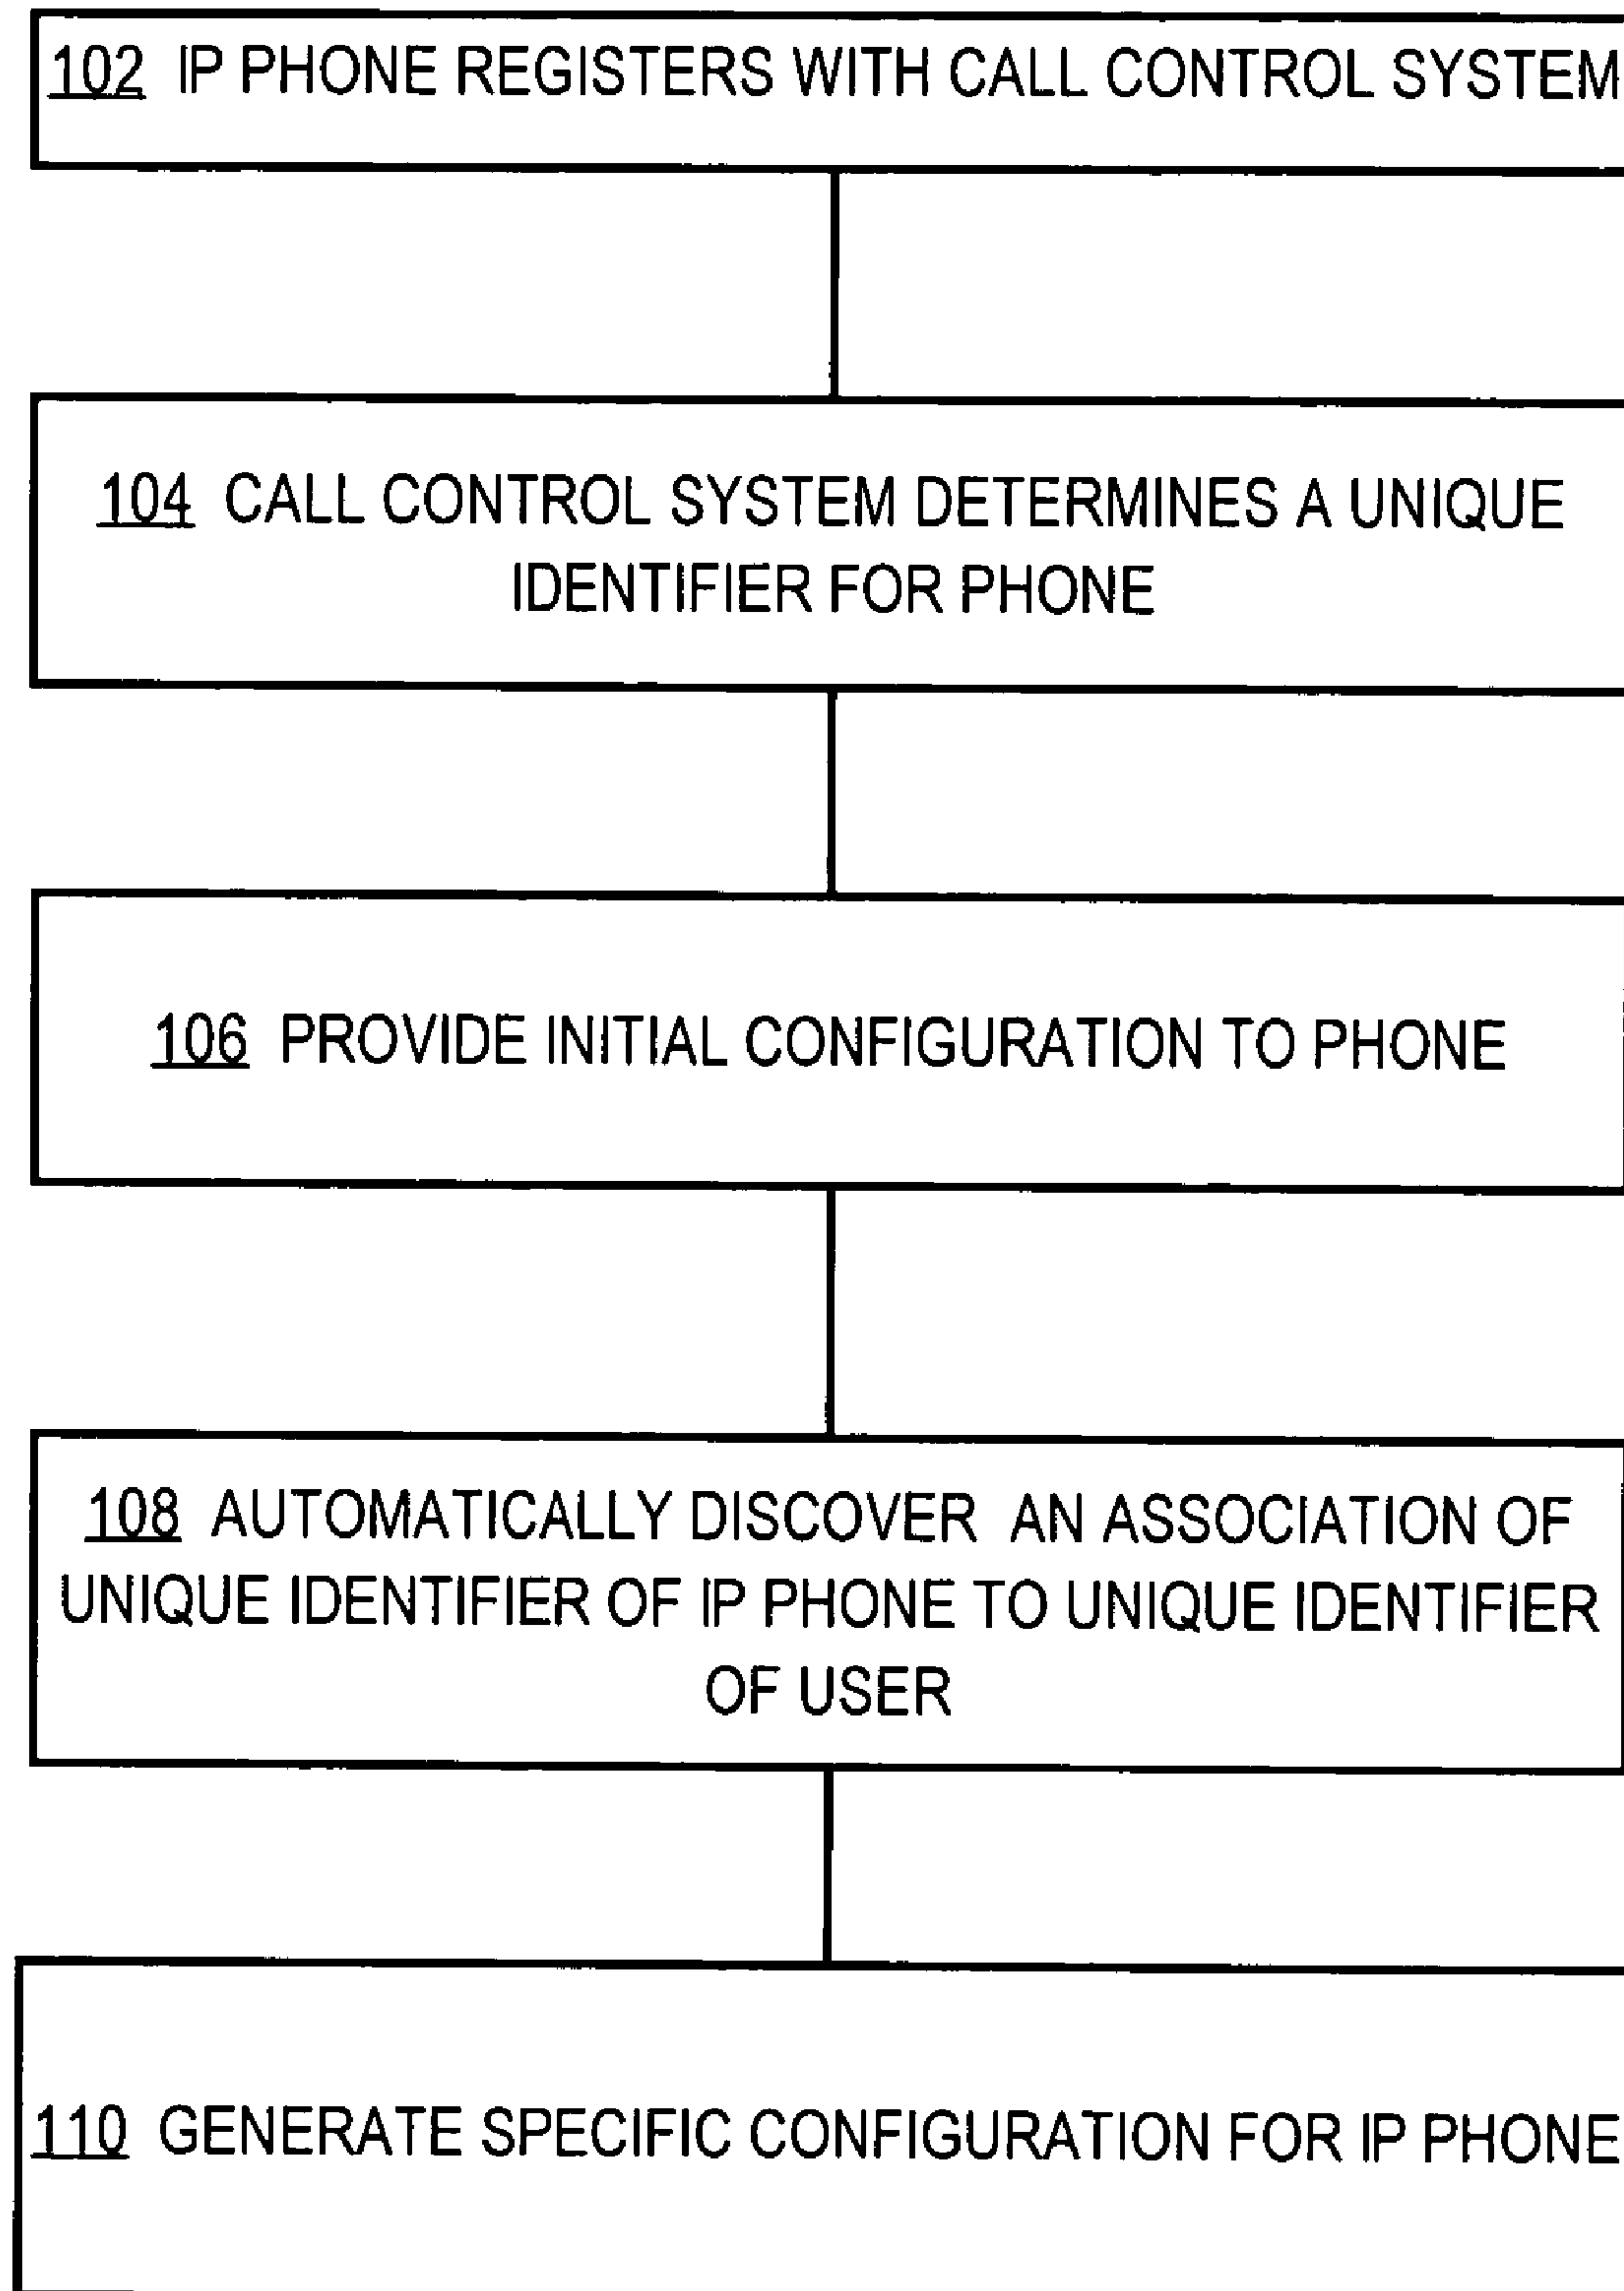 102 IP PHONE REGISTERS WITH CALL CONTROL SYSTEM
104 CALL CONTROL SYSTEM DETERMINES A UNIQUE
IDENTIFIER FOR PHONE
106 PROVIDE INITIAL CONFIGURATION TO PHONE
108 AUTOMATICALLY DISCOVER AN ASSOCIATION OF
UNIQUE IDENTIFIER OF IP PHONE TO UNIQUE IDENTIFIER
OF USER
110 GENERATE SPECIFIC CONFIGURATION FOR IP PHONE